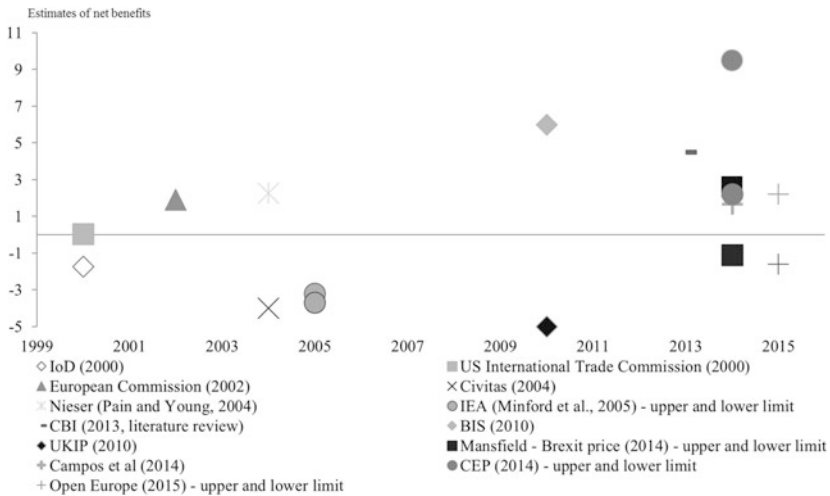 Estimates of net benefits
11
9
7
5
3
1
-1
-3
-5
1999 2001 2003 2005 2007 2009 2011 2013 2015
IoD (2000)
US International Trade Commission (2000)
European Commission (2002)
Civitas (2004)
Nieser (Pain and Young, 2004)
IEA (Minford et al., 2005) - upper and lower limit
CBI (2013, literature review)
BIS (2010)
UKIP (2010)
Mansfield - Brexit price (2014) - upper and lower limit
Campos et al (2014)
CEP (2014) - upper and lower limit
Open Europe (2015) - upper and lower limit